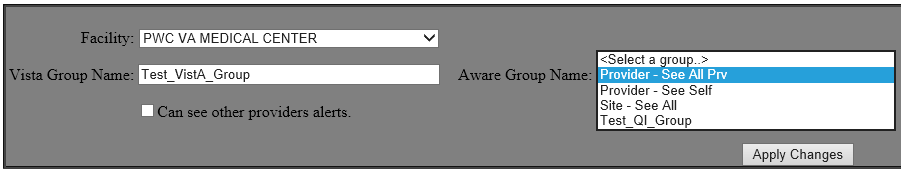 Facility: PWC VA MEDICAL CENTER
Vista Group Name: Test_VistA_Group Aware Group Name:
<Select a group..>
Provider - See All Prv
Provider - See Self
Site - See All
Test_QI_Group
Can see other providers alerts.
Apply Changes